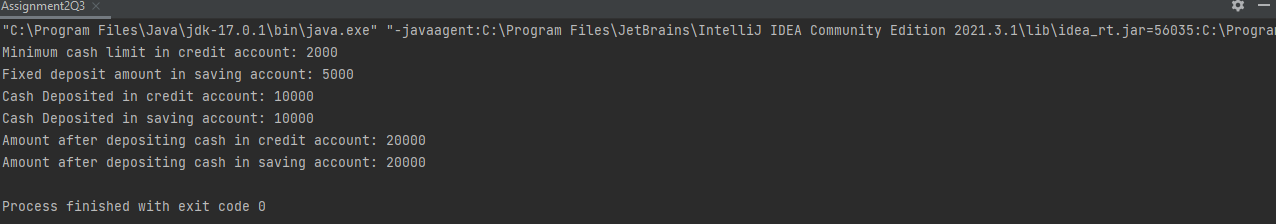 Assignment2Q3
"C:\Program Files\Java\jdk-17.0.1\bin\java.exe" "-javaagent:C:\Program Files\JetBrains\IntelliJ IDEA Community Edition 2021.3.1\lib\idea_rt.jar=56035:C:\Program
Minimum cash limit in credit account: 2000
Fixed deposit amount in saving account: 5000
Cash Deposited in credit account: 10000
Cash Deposited in saving account: 10000
Amount after depositing cash in credit account: 20000
Amount after depositing cash in saving account: 20000
Process finished with exit code 0